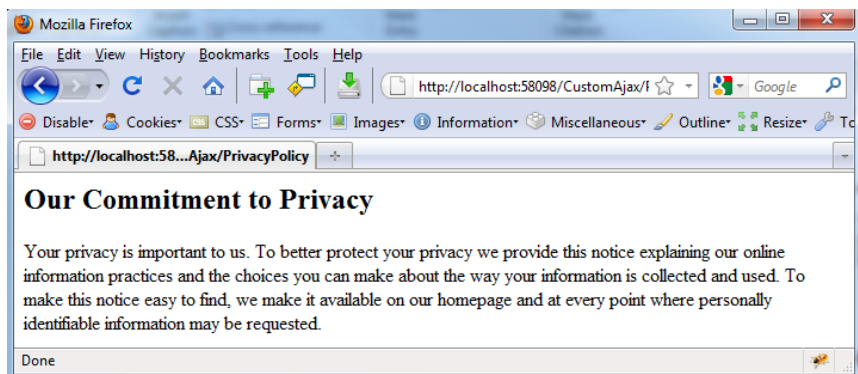 Mozilla Firefox
File Edit View History Bookmarks Tools Help
http://localhost:58098/CustomAjax/ Google
Disable Cookies CSS Forms Images Information Miscellaneous Outline Resize
http://localhost:58...Ajax/PrivacyPolicy
Our Commitment to Privacy
Your privacy is important to us. To better protect your privacy we provide this notice explaining our online
information practices and the choices you can make about the way your information is collected and used. To
make this notice easy to find, we make it available on our homepage and at every point where personally
identifiable information may be requested.
Done